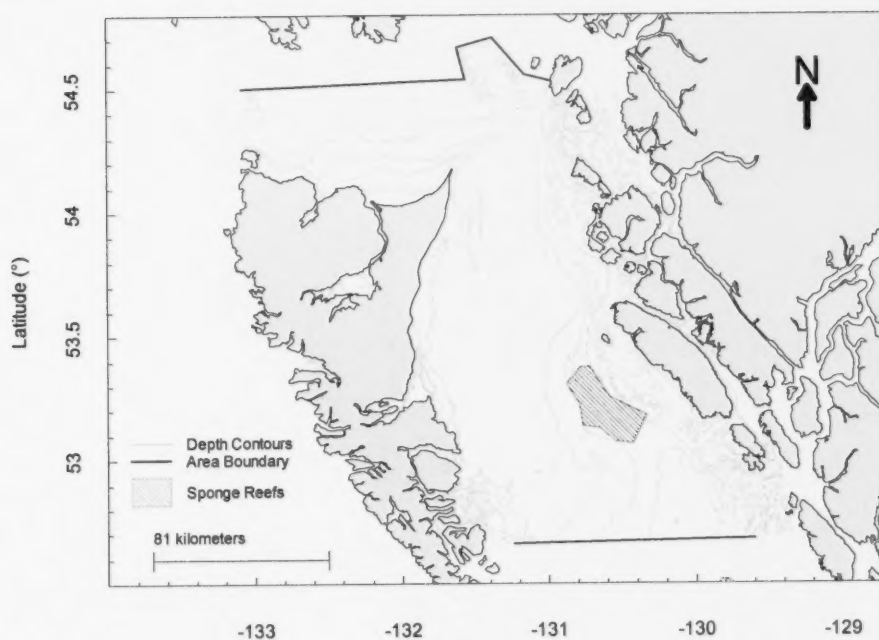 N
54.5
54
53.5
53
Latitude (°)
Depth Contours
Area Boundary
Sponge Reefs
81 kilometers
-133
-132
-131
-130
-129